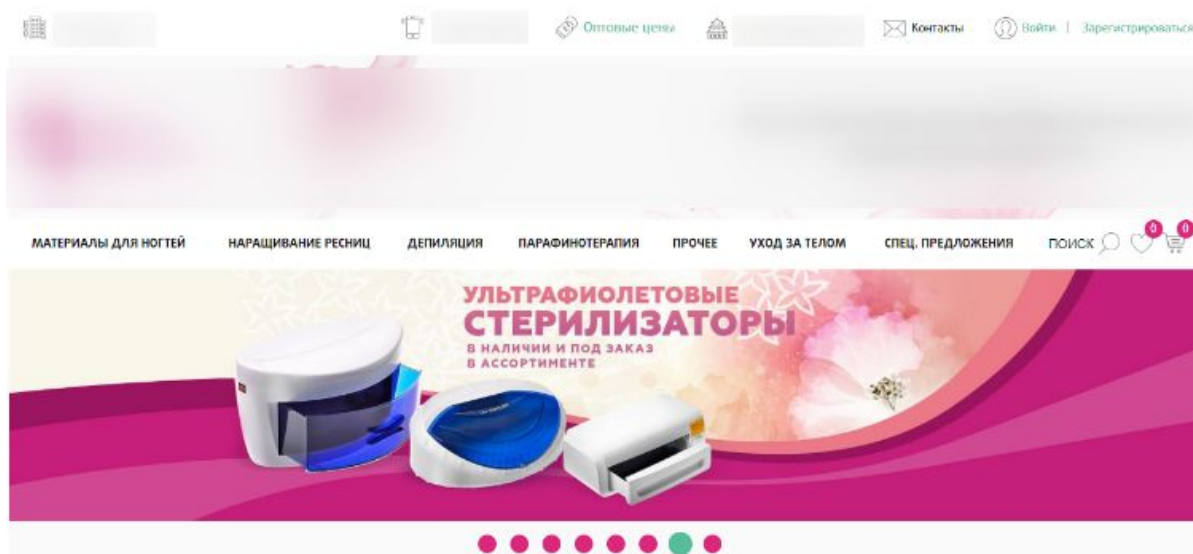 Оптовые цены
Контакты
Войти | Зарегистрироваться
МАТЕРИАЛЫ ДЛЯ НОГТЕЙ НАРАЩИВАНИЕ РЕСНИЦ ДЕПИЛЯЦИЯ ПАРАФИНОТЕРАПИЯ ПРОЧЕЕ УХОД ЗА ТЕЛОМ СПЕЦ. ПРЕДЛОЖЕНИЯ ПОИСК 0 0
УЛЬТРАФИОЛЕТОВЫЕ
СТЕРИЛИЗАТОРЫ
В НАЛИЧИИ И ПОД ЗАКАЗ
В АССОРТИМЕНТЕ